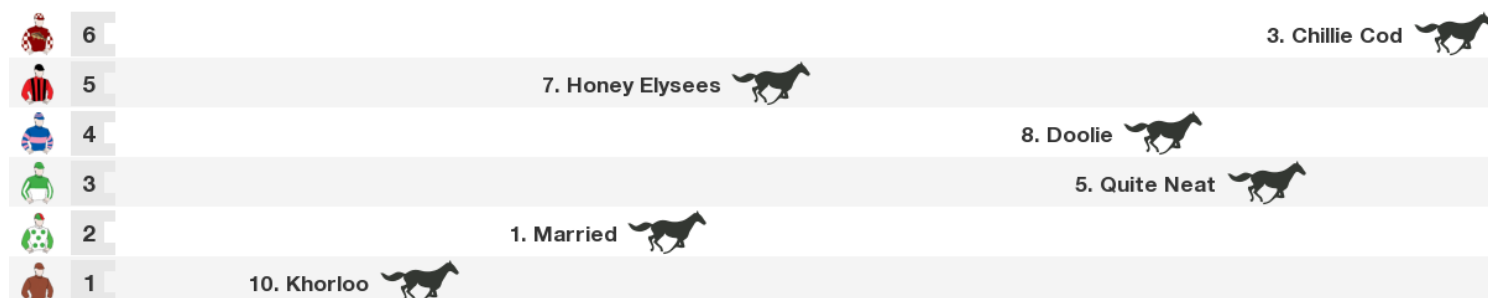 6 3. Chillie Cod
5 7. Honey Elysees
4 8. Doolie
3 5. Quite Neat
2 1. Married
1 10. Khorloo